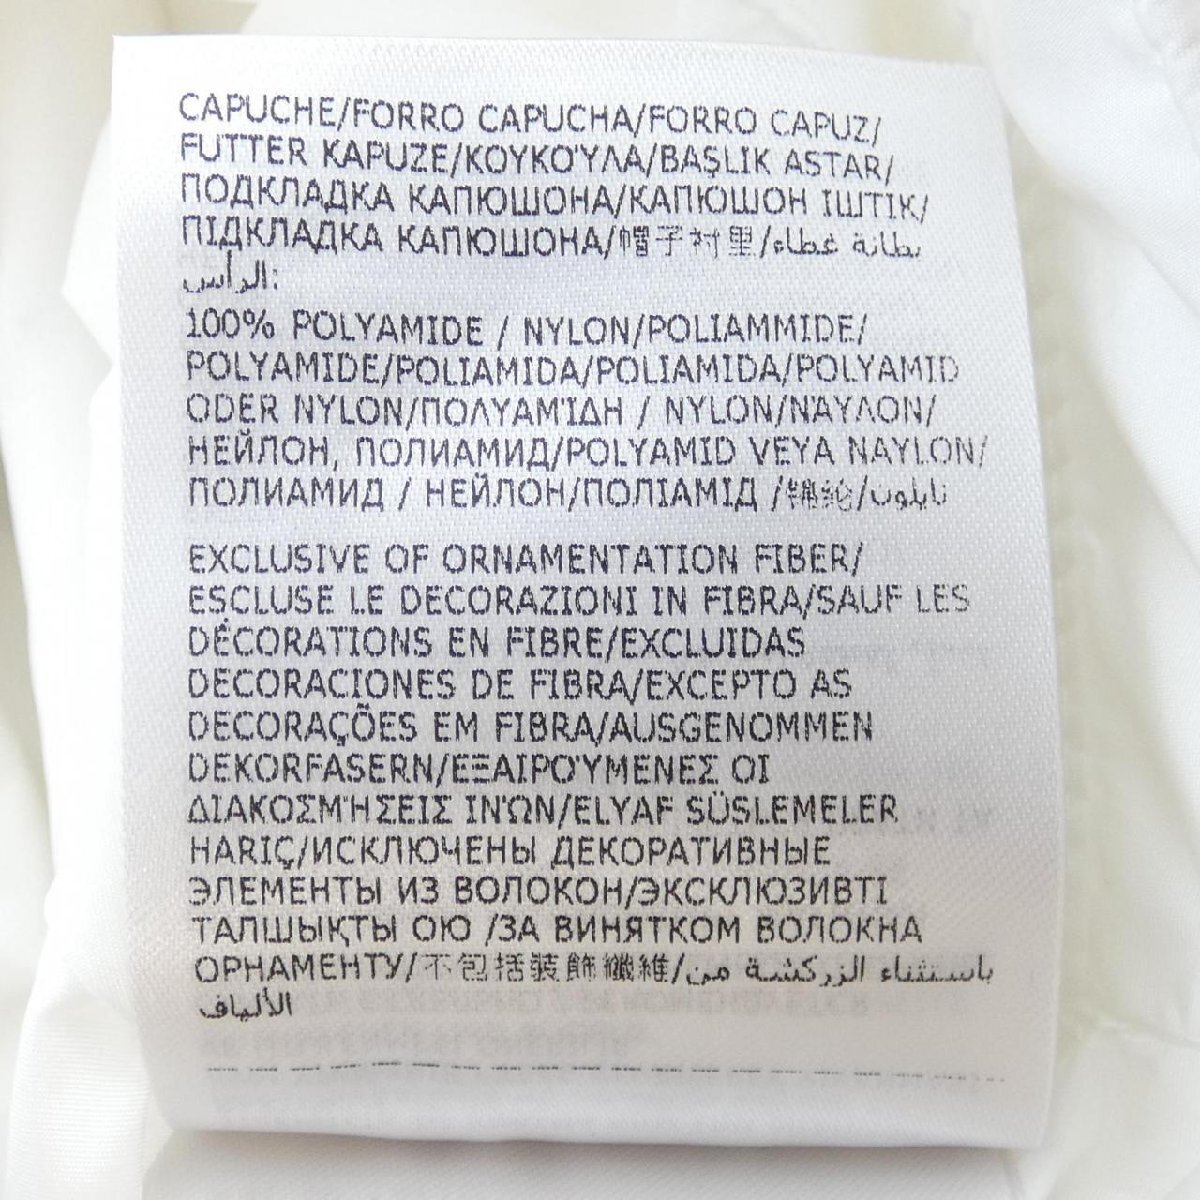 CAPUCHE/FORRO CAPUCHA/FORRO CAPUZ/
FUTTER KAPUZE/ΚΟΥΚΟΎΛΑ/BAŞLIK ASTAR/
ПОДКЛАДКА КАПЮШОНА/КАПЮШОН ІШТІК/
ПІДКЛАДКА КАПЮШОНА/帽子衬里/بطانة غطاء
الرأس:
100% POLYAMIDE / NYLON/POLIAMMIDE/
POLYAMIDE/POLIAMIDA/POLIAMIDA/POLYAMID
ODER NYLON/ΠΟΛΥΑΜΊΔΗ / NYLON/ΝΆΥΛΟΝ/
НЕЙЛОН, ПОЛИАМИД/POLYAMID VEYA NAYLON/
ПОЛИАМИД / НЕЙЛОН/ПОЛІАМІД /锦纶/نايلون
EXCLUSIVE OF ORNAMENTATION FIBER/
ESCLUSE LE DECORAZIONI IN FIBRA/SAUF LES
DÉCORATIONS EN FIBRE/EXCLUIDAS
DECORACIONES DE FIBRA/EXCEPTO AS
DECORAÇÕES EM FIBRA/AUSGENOMMEN
DEKORFASERN/ΕΞΑΙΡΟΎΜΕΝΕΣ ΟΙ
ΔΙΑΚΟΣΜΉΣΕΙΣ ΙΝΏΝ/ELYAF SÜSLEMELER
HARIÇ/ИСКЛЮЧЕНЫ ДЕКОРАТИВНЫЕ
ЭЛЕМЕНТЫ ИЗ ВОЛОКОН/ЭКСКЛЮЗИВТІ
ТАЛШЫҚТЫ ОЮ /ЗА ВИНЯТКОМ ВОЛОКНА
ОРНАМЕНТУ/不包括装飾纖維/باستثناء الزركشة من
الألياف